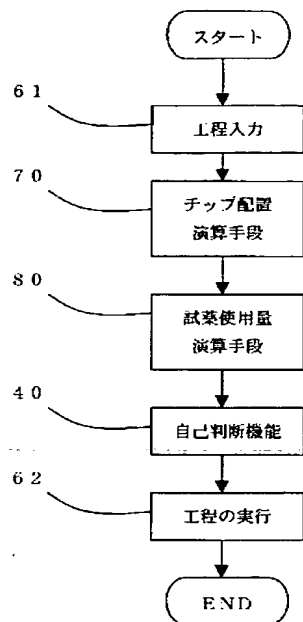 スタート
６１
工程入力
７０
チップ配置
演算手段
８０
試薬使用量
演算手段
４０
自己判断機能
６２
工程の実行
ＥＮＤ